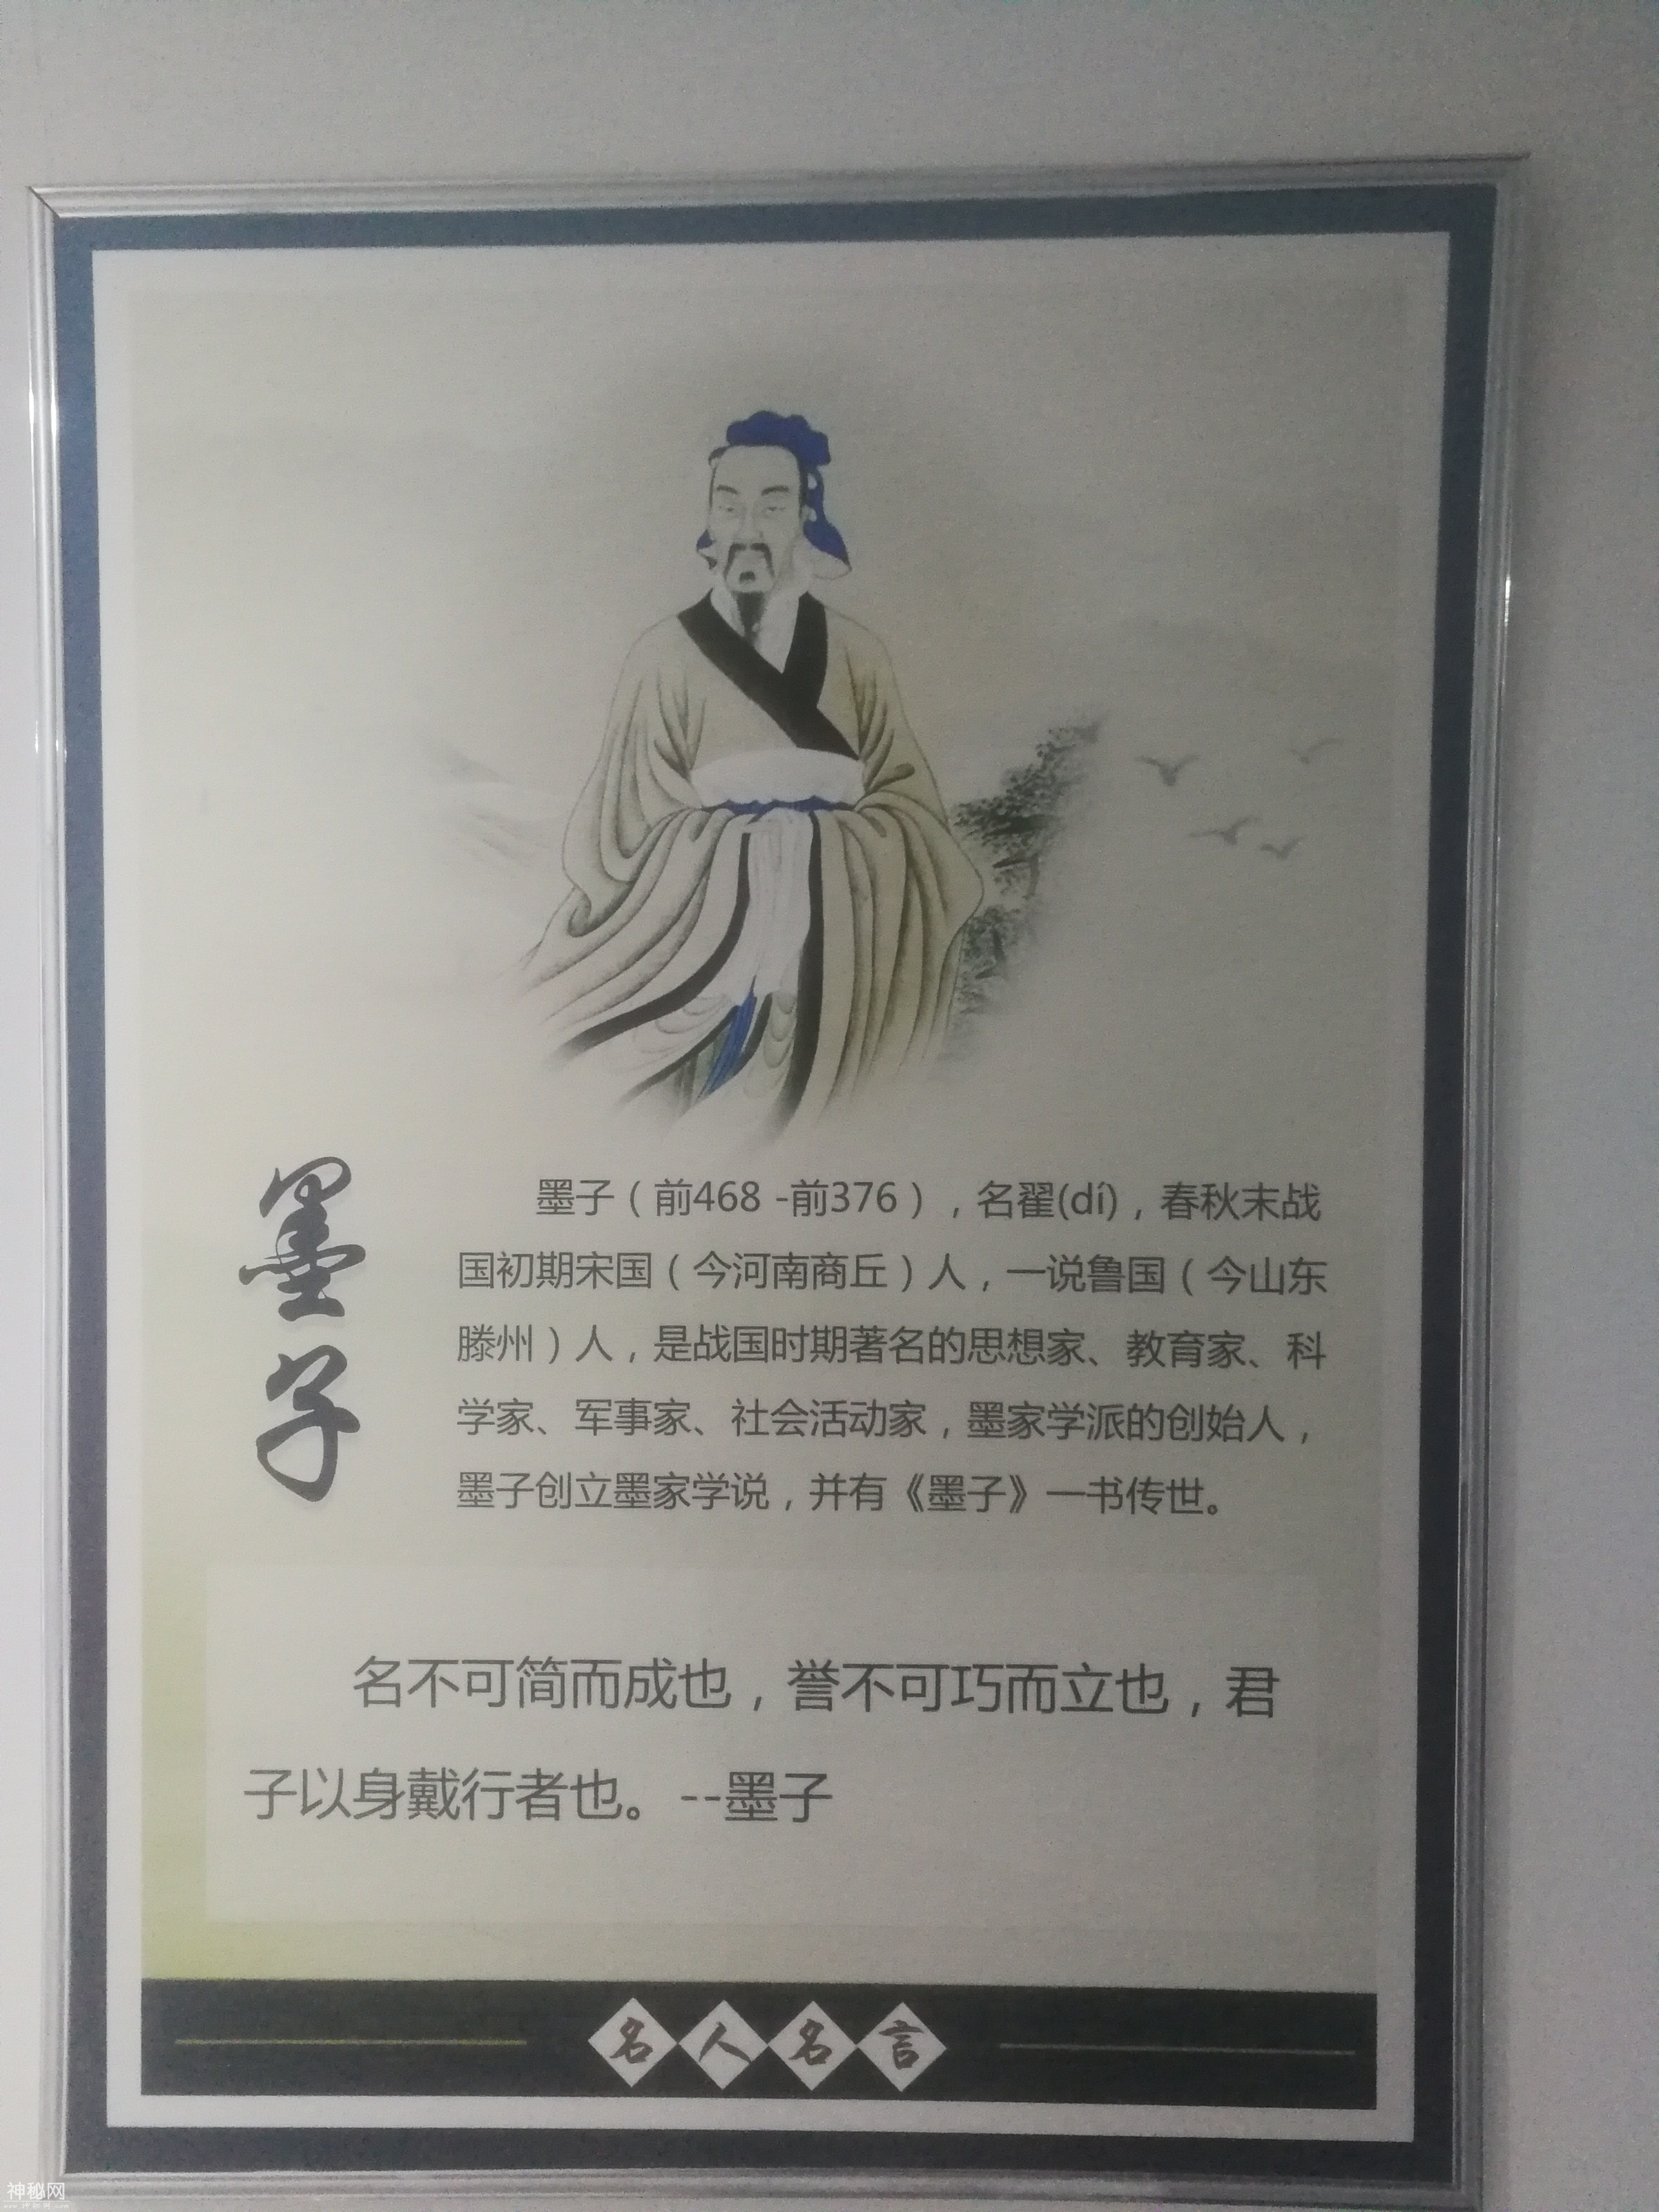 墨子
墨子（前468 -前376），名翟(dí)，春秋末战
国初期宋国（今河南商丘）人，一说鲁国（今山东
滕州）人，是战国时期著名的思想家、教育家、科
学家、军事家、社会活动家，墨家学派的创始人，
墨子创立墨家学说，并有《墨子》一书传世。
名不可简而成也，誉不可巧而立也，君
子以身戴行者也。--墨子
名人名言
神秘网